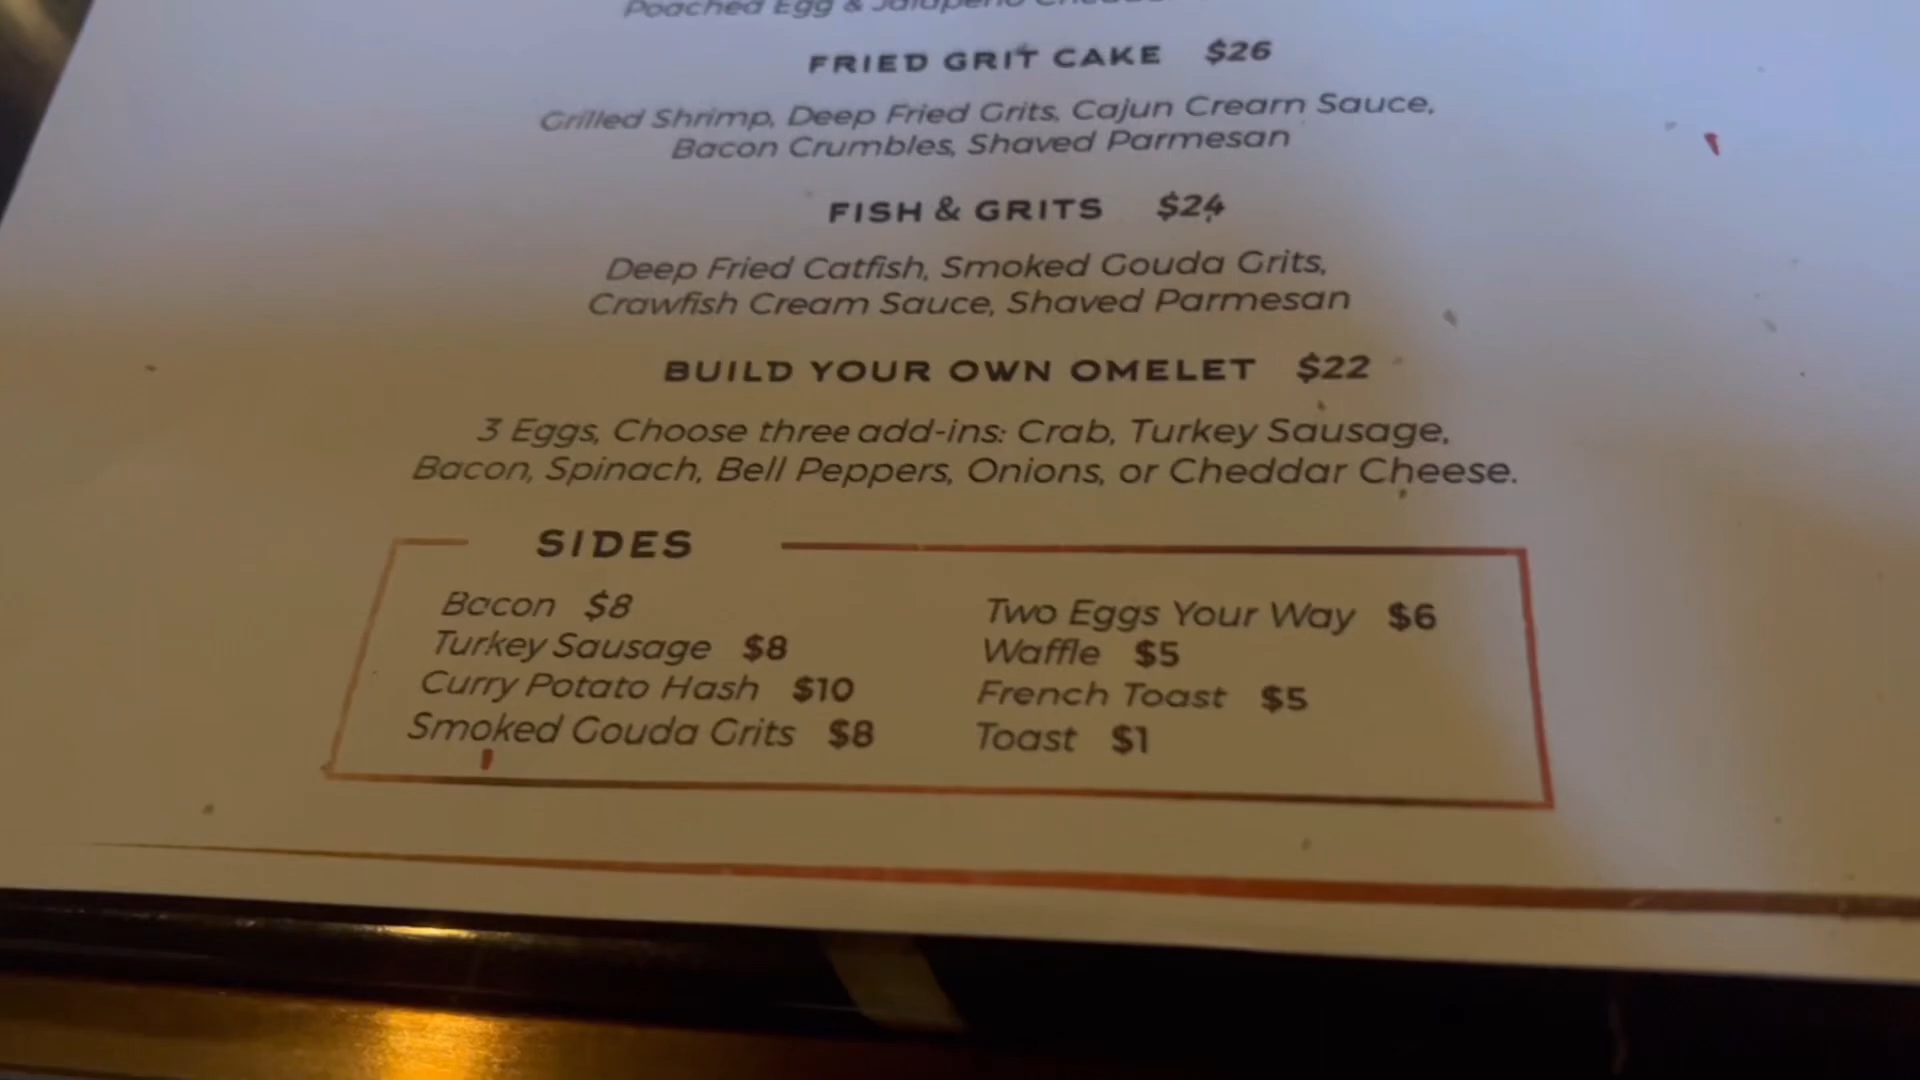 Poached Egg & Jalapeno
FRIED GRIT CAKE $26
Grilled Shrimp, Deep Fried Grits, Cajun Cream Sauce,
Bacon Crumbles, Shaved Parmesan
FISH & GRITS $24
Deep Fried Catfish, Smoked Gouda Grits,
Crawfish Cream Sauce, Shaved Parmesan
BUILD YOUR OWN OMELET $22
3 Eggs, Choose three add-ins: Crab, Turkey Sausage,
Bacon, Spinach, Bell Peppers, Onions, or Cheddar Cheese.
SIDES
Bacon $8
Turkey Sausage $8
Curry Potato Hash $10
Smoked Gouda Grits $8
Two Eggs Your Way $6
Waffle $5
French Toast $5
Toast $1